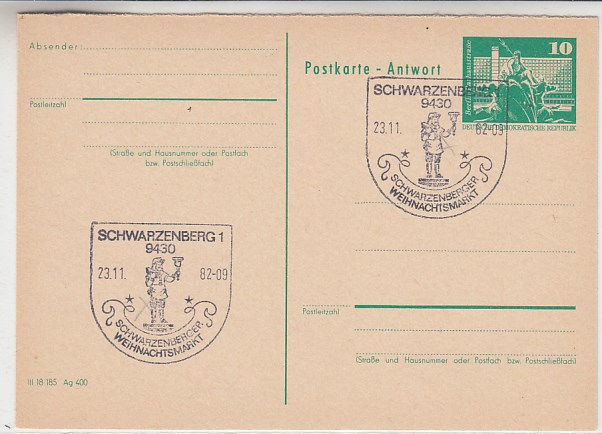 Absender:
Postleitzahl
(Straße und Hausnummer oder Postfach
bzw. Postschließfach)
SCHWARZENBERG 1
9430
23.11. 82-09
SCHWARZENBERGER
WEIHNACHTSMARKT
III 18 185 Ag 400
Postkarte - Antwort
10
DEUTSCHE DEMOKRATISCHE REPUBLIK
SCHWARZENBERG
9430
23.11. 82-09
SCHWARZENBERGER
WEIHNACHTSMARKT
Postleitzahl
(Straße und Hausnummer oder Postfach bzw. Postschließfach)